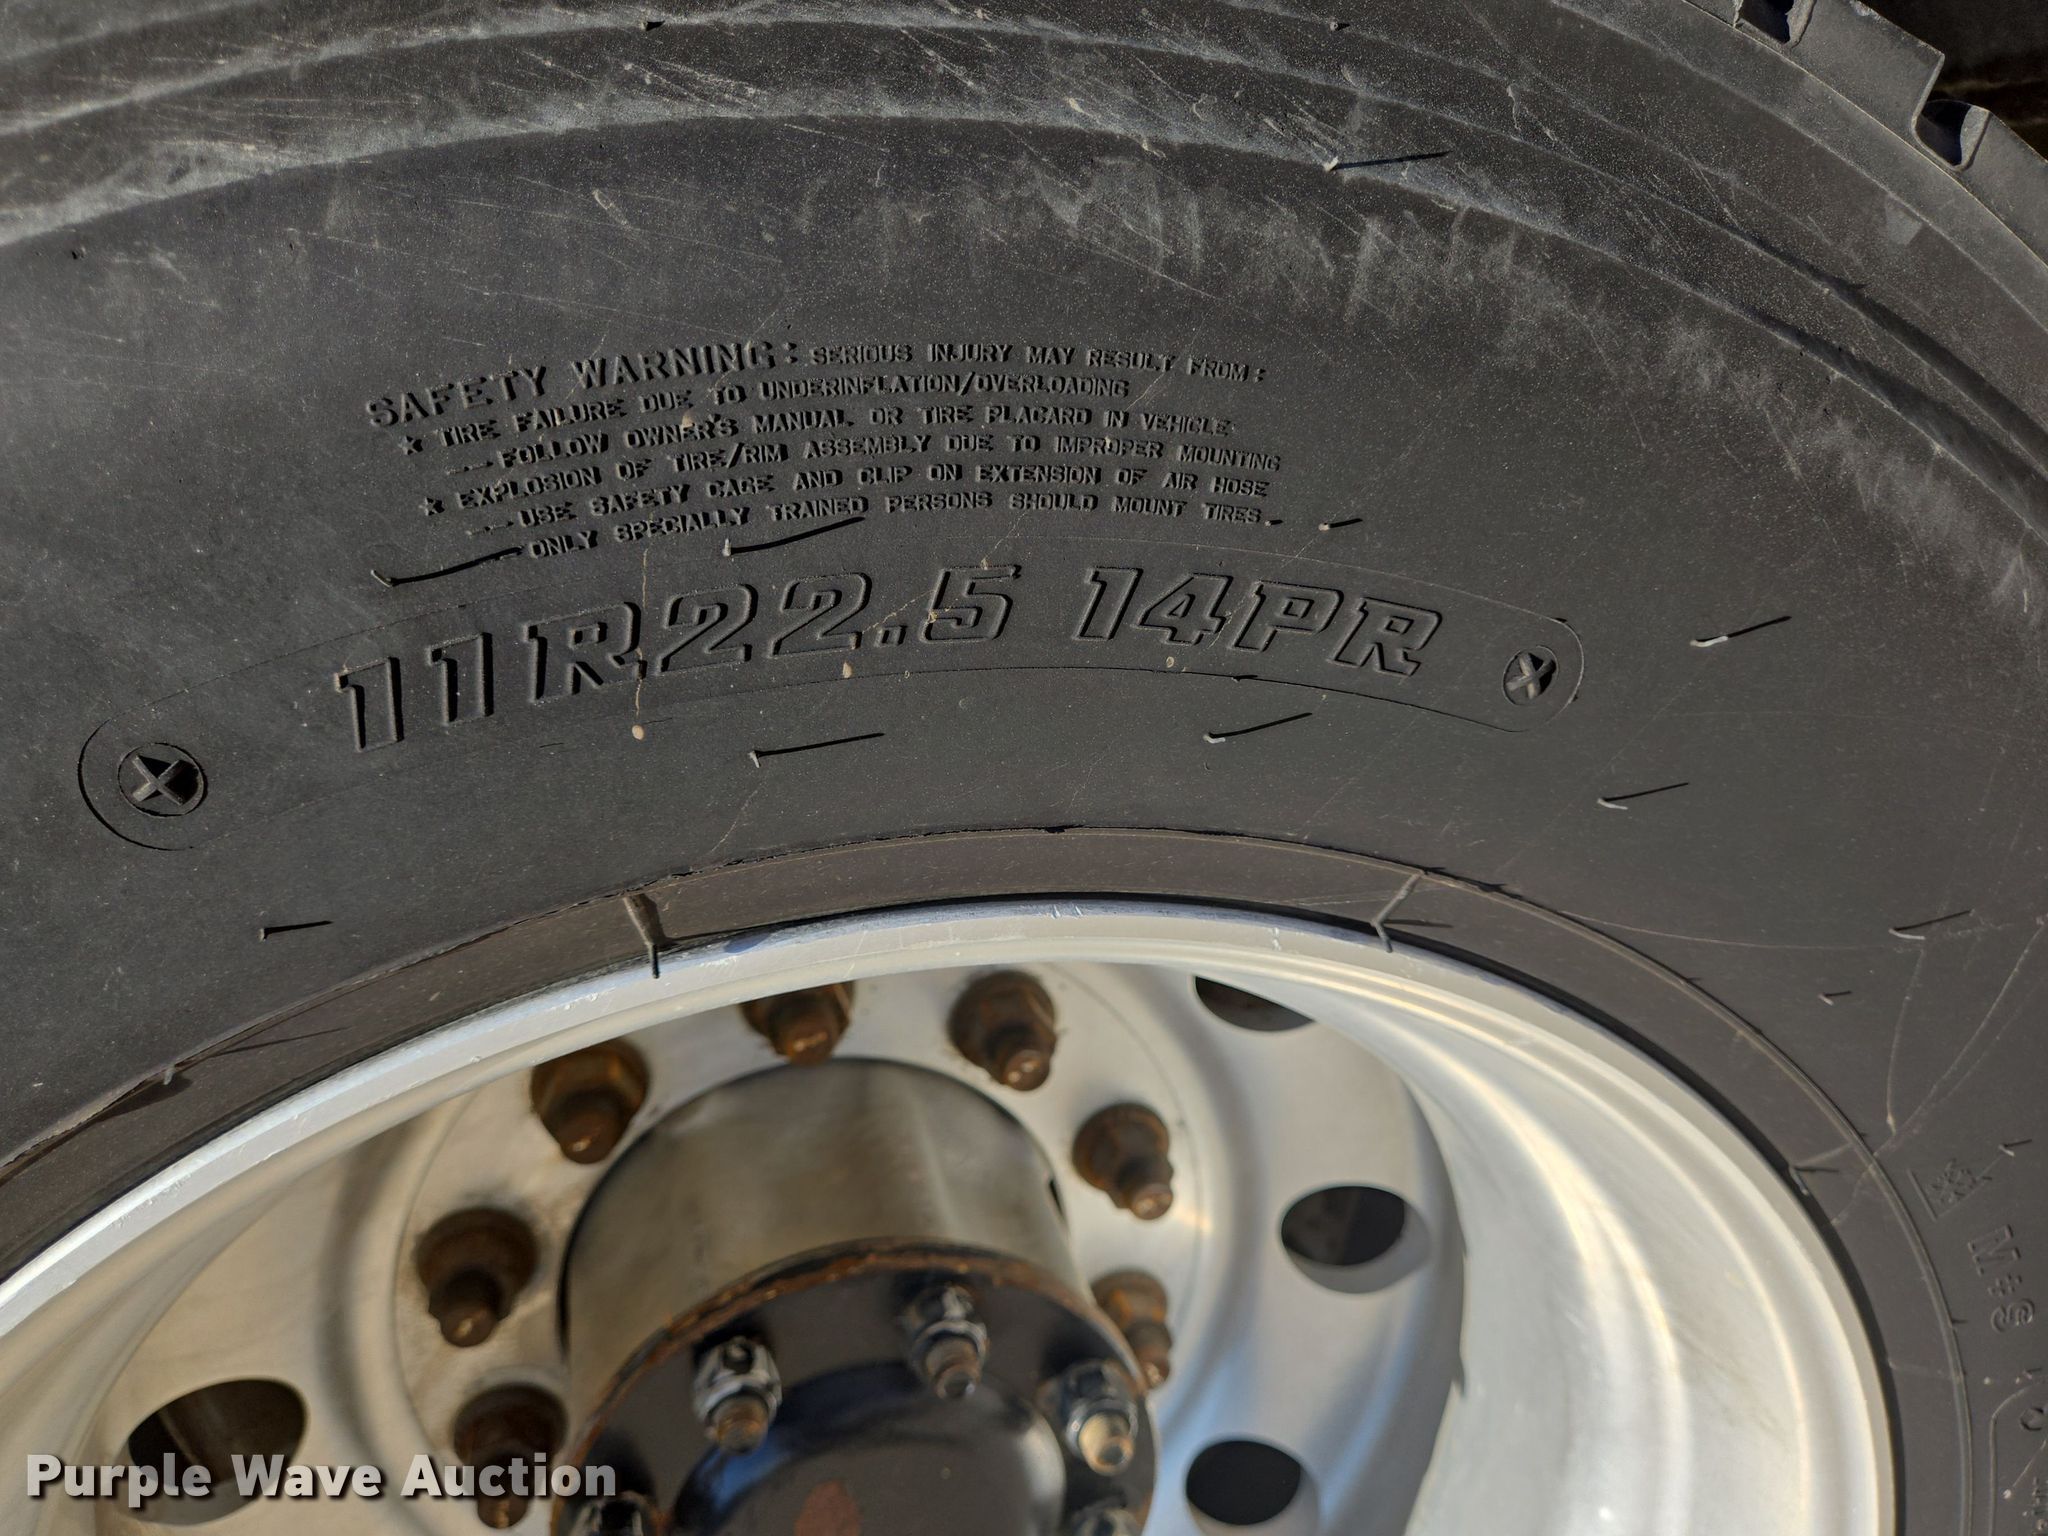 SAFETY WARNING: SERIOUS INJURY MAY RESULT FROM:
★ TIRE FAILURE DUE TO UNDERINFLATION/OVERLOADING
--FOLLOW OWNER'S MANUAL OR TIRE PLACARD IN VEHICLE
★ EXPLOSION OF TIRE/RIM ASSEMBLY DUE TO IMPROPER MOUNTING
--USE SAFETY CAGE AND CLIP ON EXTENSION OF AIR HOSE
--ONLY SPECIALLY TRAINED PERSONS SHOULD MOUNT TIRES.
11R22.5 14PR
M+S
Purple Wave Auction